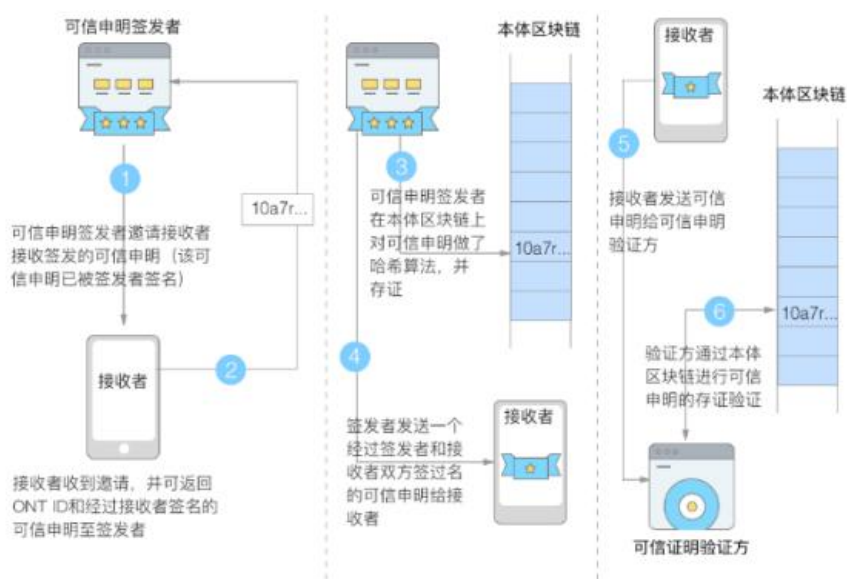 可信申明签发者
1
10a7r...
可信申明签发者邀请接收者
接收签发的可信申明（该可
信申明已被签发者签名）
接收者
2
接收者收到邀请，并可返回
ONT ID和经过接收者签名的
可信申明至签发者
本体区块链
3
可信申明签发者
在本体区块链上
对可信申明做了
哈希算法，并
存证
10a7r...
4
签发者发送一个
经过签发者和接
收者双方签过名
的可信申明给接
收者
接收者
接收者
本体区块链
5
接收者发送可信
申明给可信申明
验证方
6
10a7r...
验证方通过本体
区块链进行可信
申明的存证验证
可信证明验证方